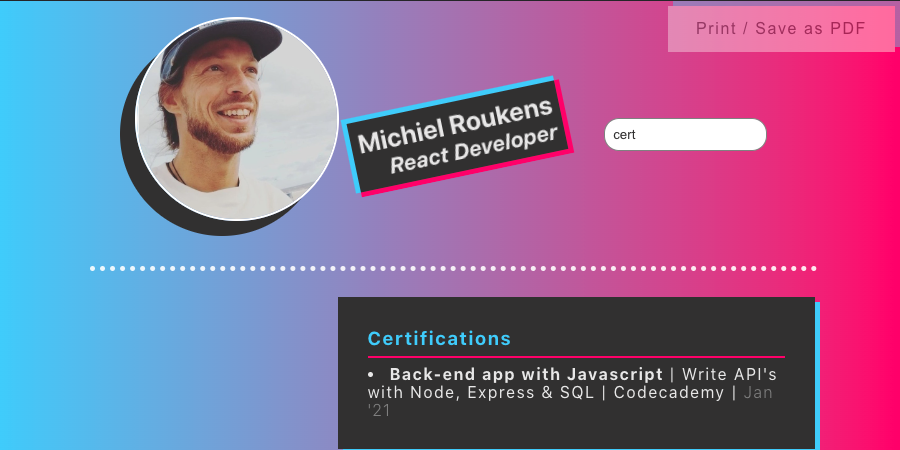 Print / Save as PDF
Michiel Roukens
React Developer
cert
Certifications
• Back-end app with Javascript | Write API's
with Node, Express & SQL | Codecademy | Jan
'21